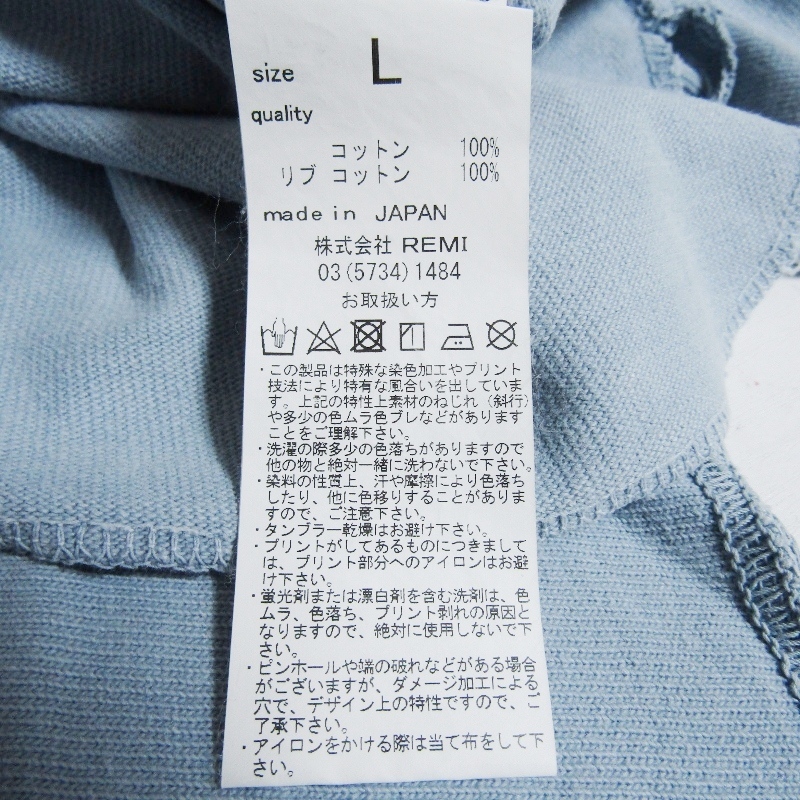 size L
quality
コットン 100%
リブ コットン 100%
made in JAPAN
株式会社 REMI
03(5734)1484
お取扱い方
・この製品は特殊な染色加工やプリント
技法により特有な風合いを出していま
す。上記の特性上素材のねじれ（斜行）
や多少の色ムラ色ブレなどがあります
ことをご理解下さい。
・洗濯の際多少の色落ちがありますので
他の物と絶対一緒に洗わないで下さい。
・染料の性質上、汗や摩擦により色落ち
したり、他に色移りすることがありま
すので、ご注意下さい。
・タンブラー乾燥はお避け下さい。
・プリントがしてあるものにつきまして
は、プリント部分へのアイロンはお避
け下さい。
・蛍光剤または漂白剤を含む洗剤は、色
ムラ、色落ち、プリント剥れの原因と
なりますので、絶対に使用しないで下
さい。
・ピンホールや端の破れなどがある場合
がございますが、ダメージ加工による
穴で、デザイン上の特性ですので、ご
了承下さい。
・アイロンをかける際は当て布をして下
さい。